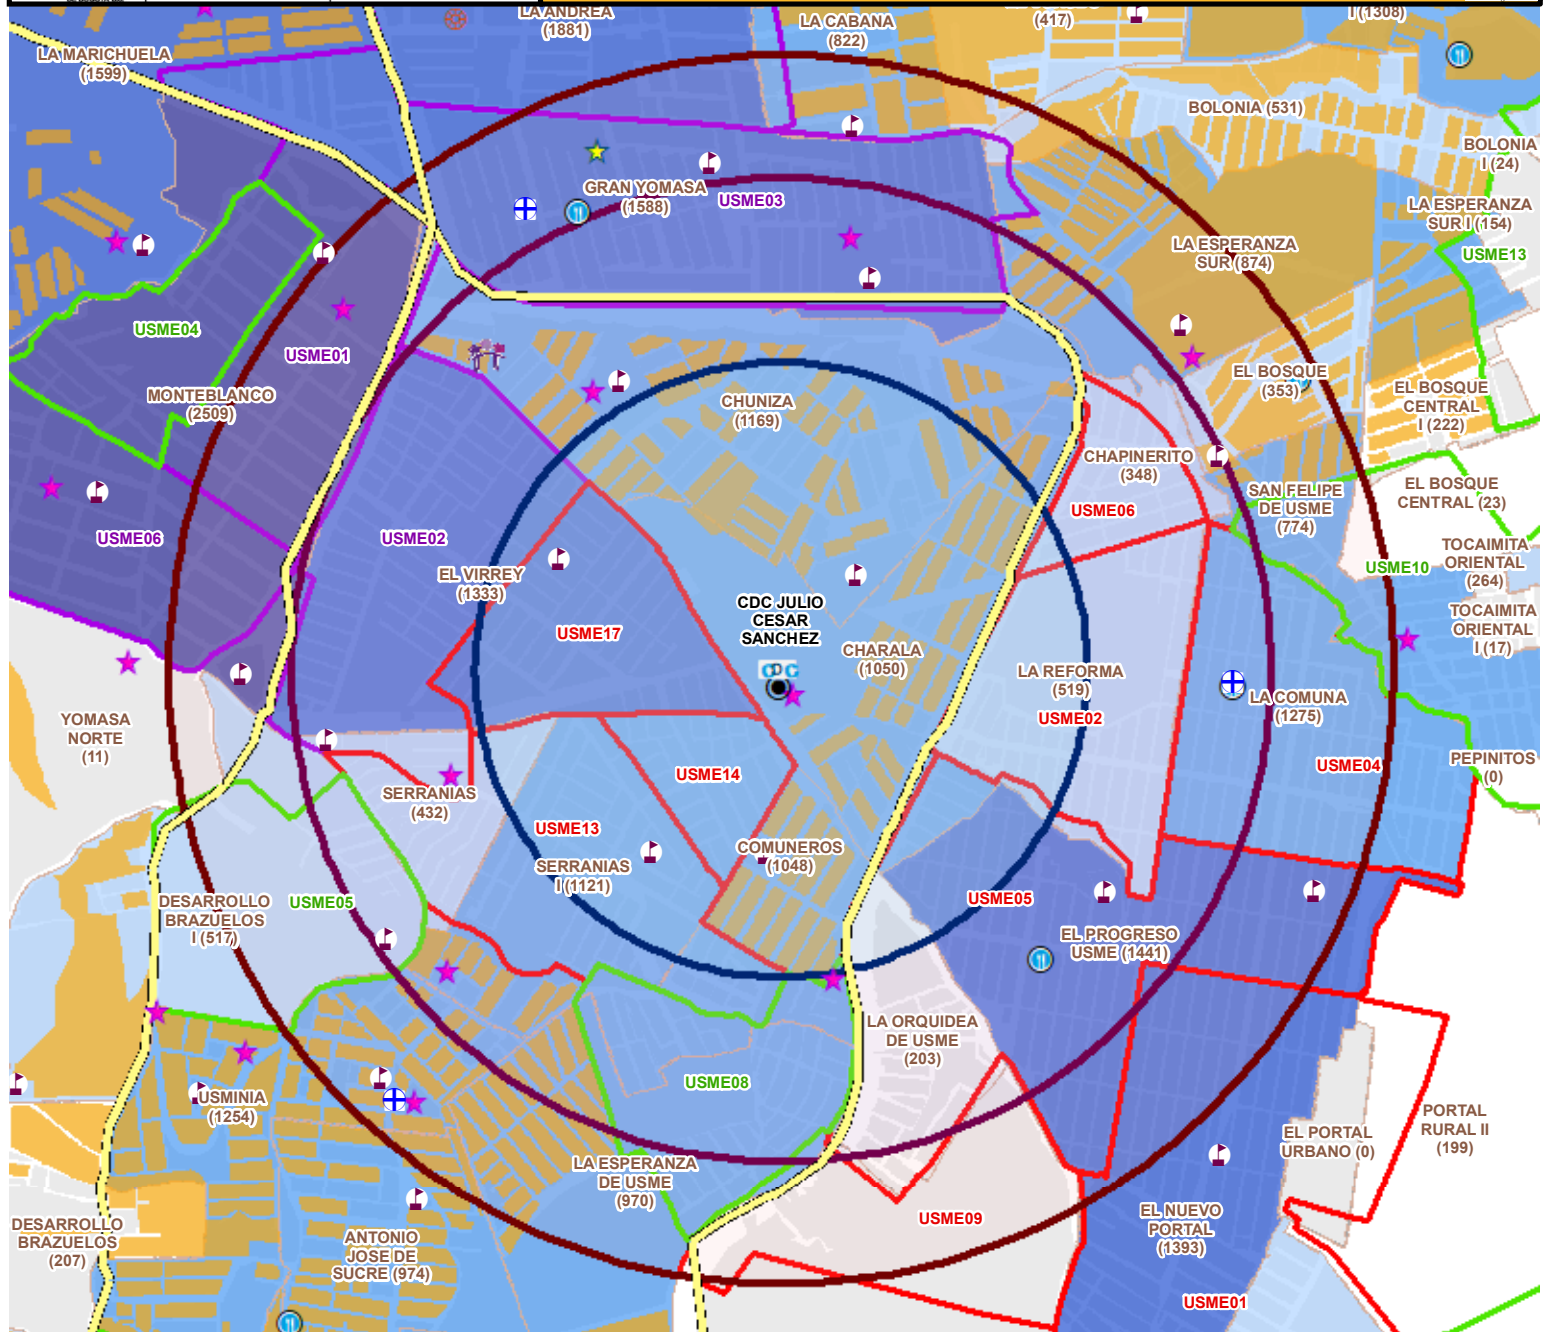 LA ANDREA
(1881)
LA CABANA
(822)
(417)
I (1308)
LA MARICHUELA
(1599)
BOLONIA (531)
BOLONIA
I (24)
GRAN YOMASA
(1588)
USME03
LA ESPERANZA
SUR I (154)
LA ESPERANZA
SUR (874)
USME13
USME04
USME01
MONTEBLANCO
(2509)
CHUNIZA
(1169)
EL BOSQUE
(353)
EL BOSQUE
CENTRAL
I (222)
CHAPINERITO
(348)
EL BOSQUE
CENTRAL (23)
SAN FELIPE
DE USME
(774)
USME06
USME06
USME02
TOCAIMITA
ORIENTAL
(264)
USME10
EL VIRREY
(1333)
CDC JULIO
CESAR
SANCHEZ
TOCAIMITA
ORIENTAL
I (17)
USME17
CHARALA
(1050)
CDC
LA REFORMA
(519)
USME02
LA COMUNA
(1275)
YOMASA
NORTE
(11)
USME04
PEPINITOS
(0)
USME14
SERRANIAS
(432)
USME13
SERRANIAS
I (1121)
COMUNEROS
(1048)
USME05
DESARROLLO
BRAZUELOS
I (517)
USME05
EL PROGRESO
USME (1441)
LA ORQUIDEA
DE USME
(203)
USME08
USMINIA
(1254)
PORTAL
RURAL II
(199)
EL PORTAL
URBANO (0)
LA ESPERANZA
DE USME
(970)
USME09
EL NUEVO
PORTAL
(1393)
DESARROLLO
BRAZUELOS
(207)
ANTONIO
JOSE DE
SUCRE (974)
USME01